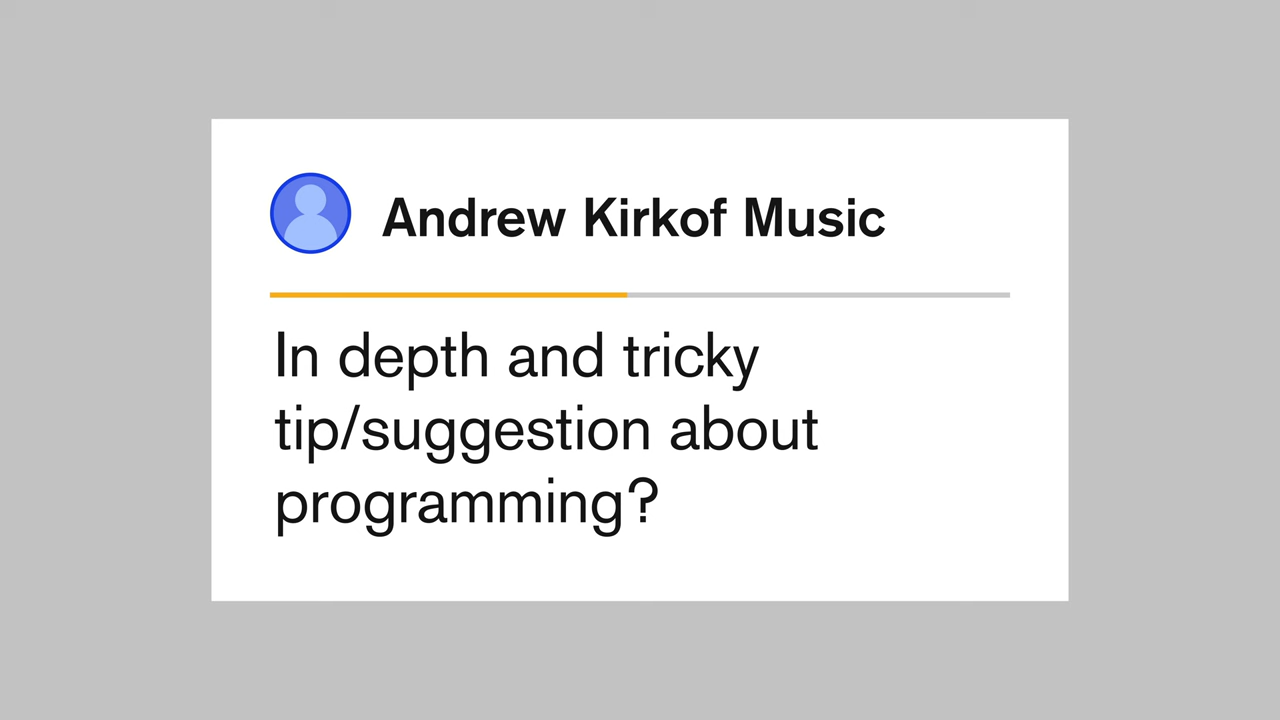 Andrew Kirkof Music
In depth and tricky
tip/suggestion about
programming?